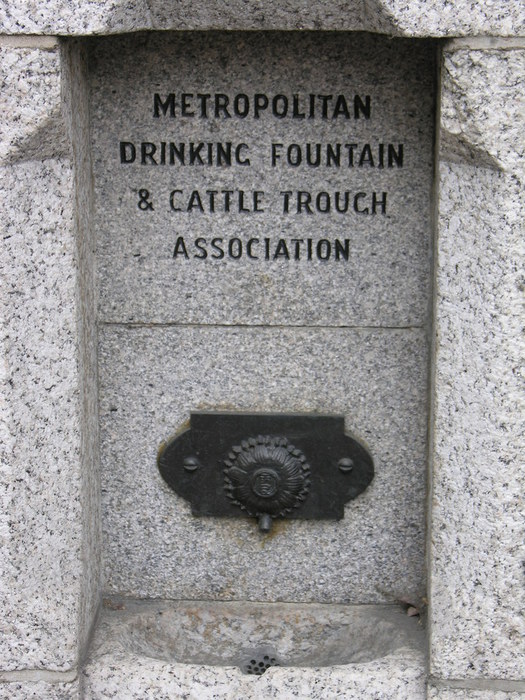 METROPOLITAN
DRINKING FOUNTAIN
& CATTLE TROUGH
ASSOCIATION